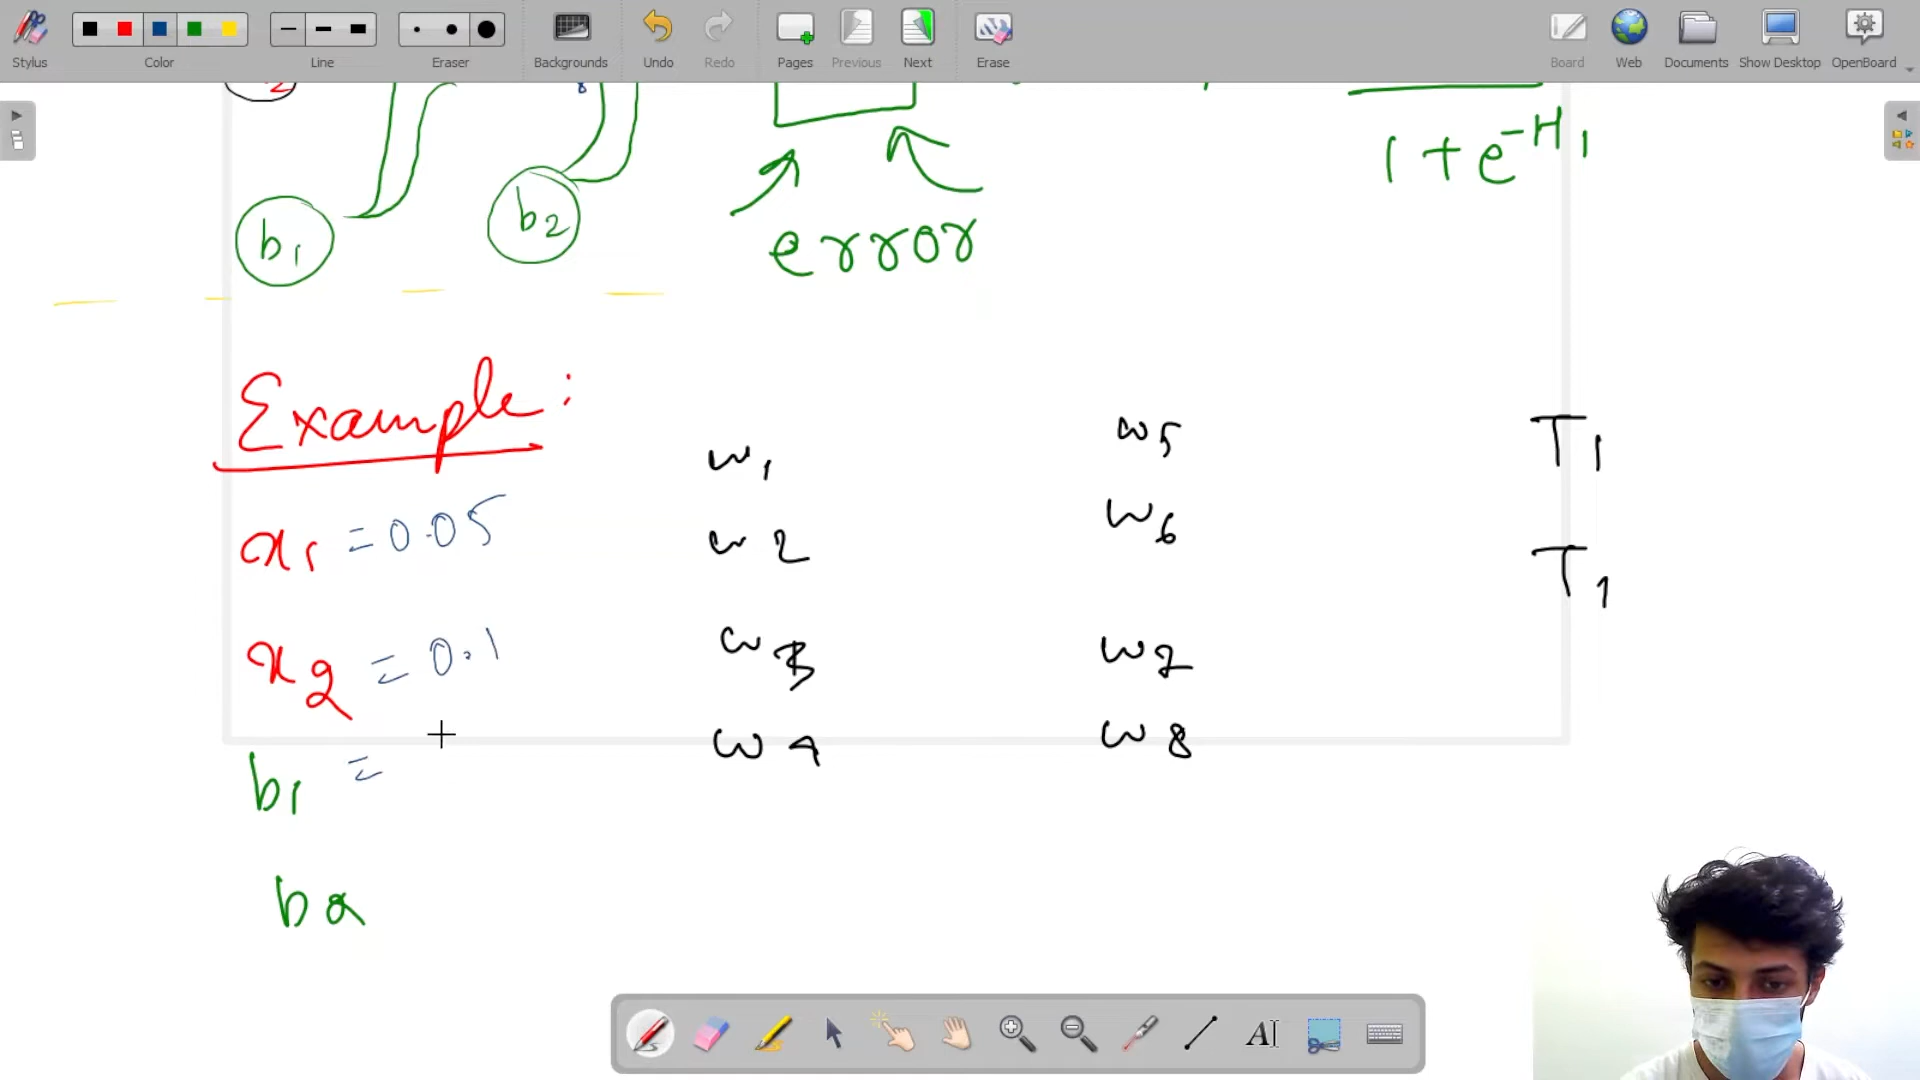 Stylus
Color
Line
Eraser
Backgrounds
Undo
Redo
Pages
Previous
Next
Erase
Board
Web
Documents
Show Desktop
OpenBoard
2
8
1 + e^-H1
b1
b2
error
Example:
x1 = 0.05
x2 = 0.1
b1 =
b2
w1
w2
w3
w4
w5
w6
w7
w8
T1
T1